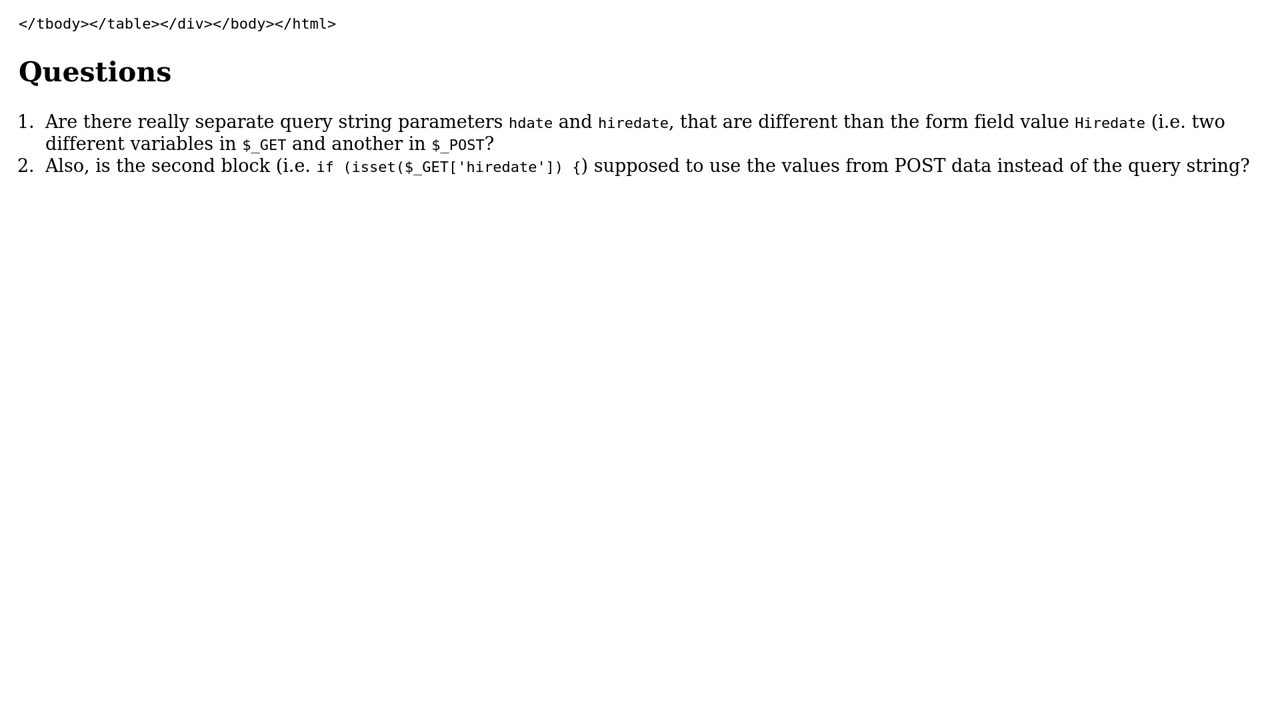 </tbody></table></div></body></html>
Questions
1. Are there really separate query string parameters hdate and hiredate, that are different than the form field value Hiredate (i.e. two
different variables in $_GET and another in $_POST?
2. Also, is the second block (i.e. if (isset($_GET['hiredate']) {) supposed to use the values from POST data instead of the query string?